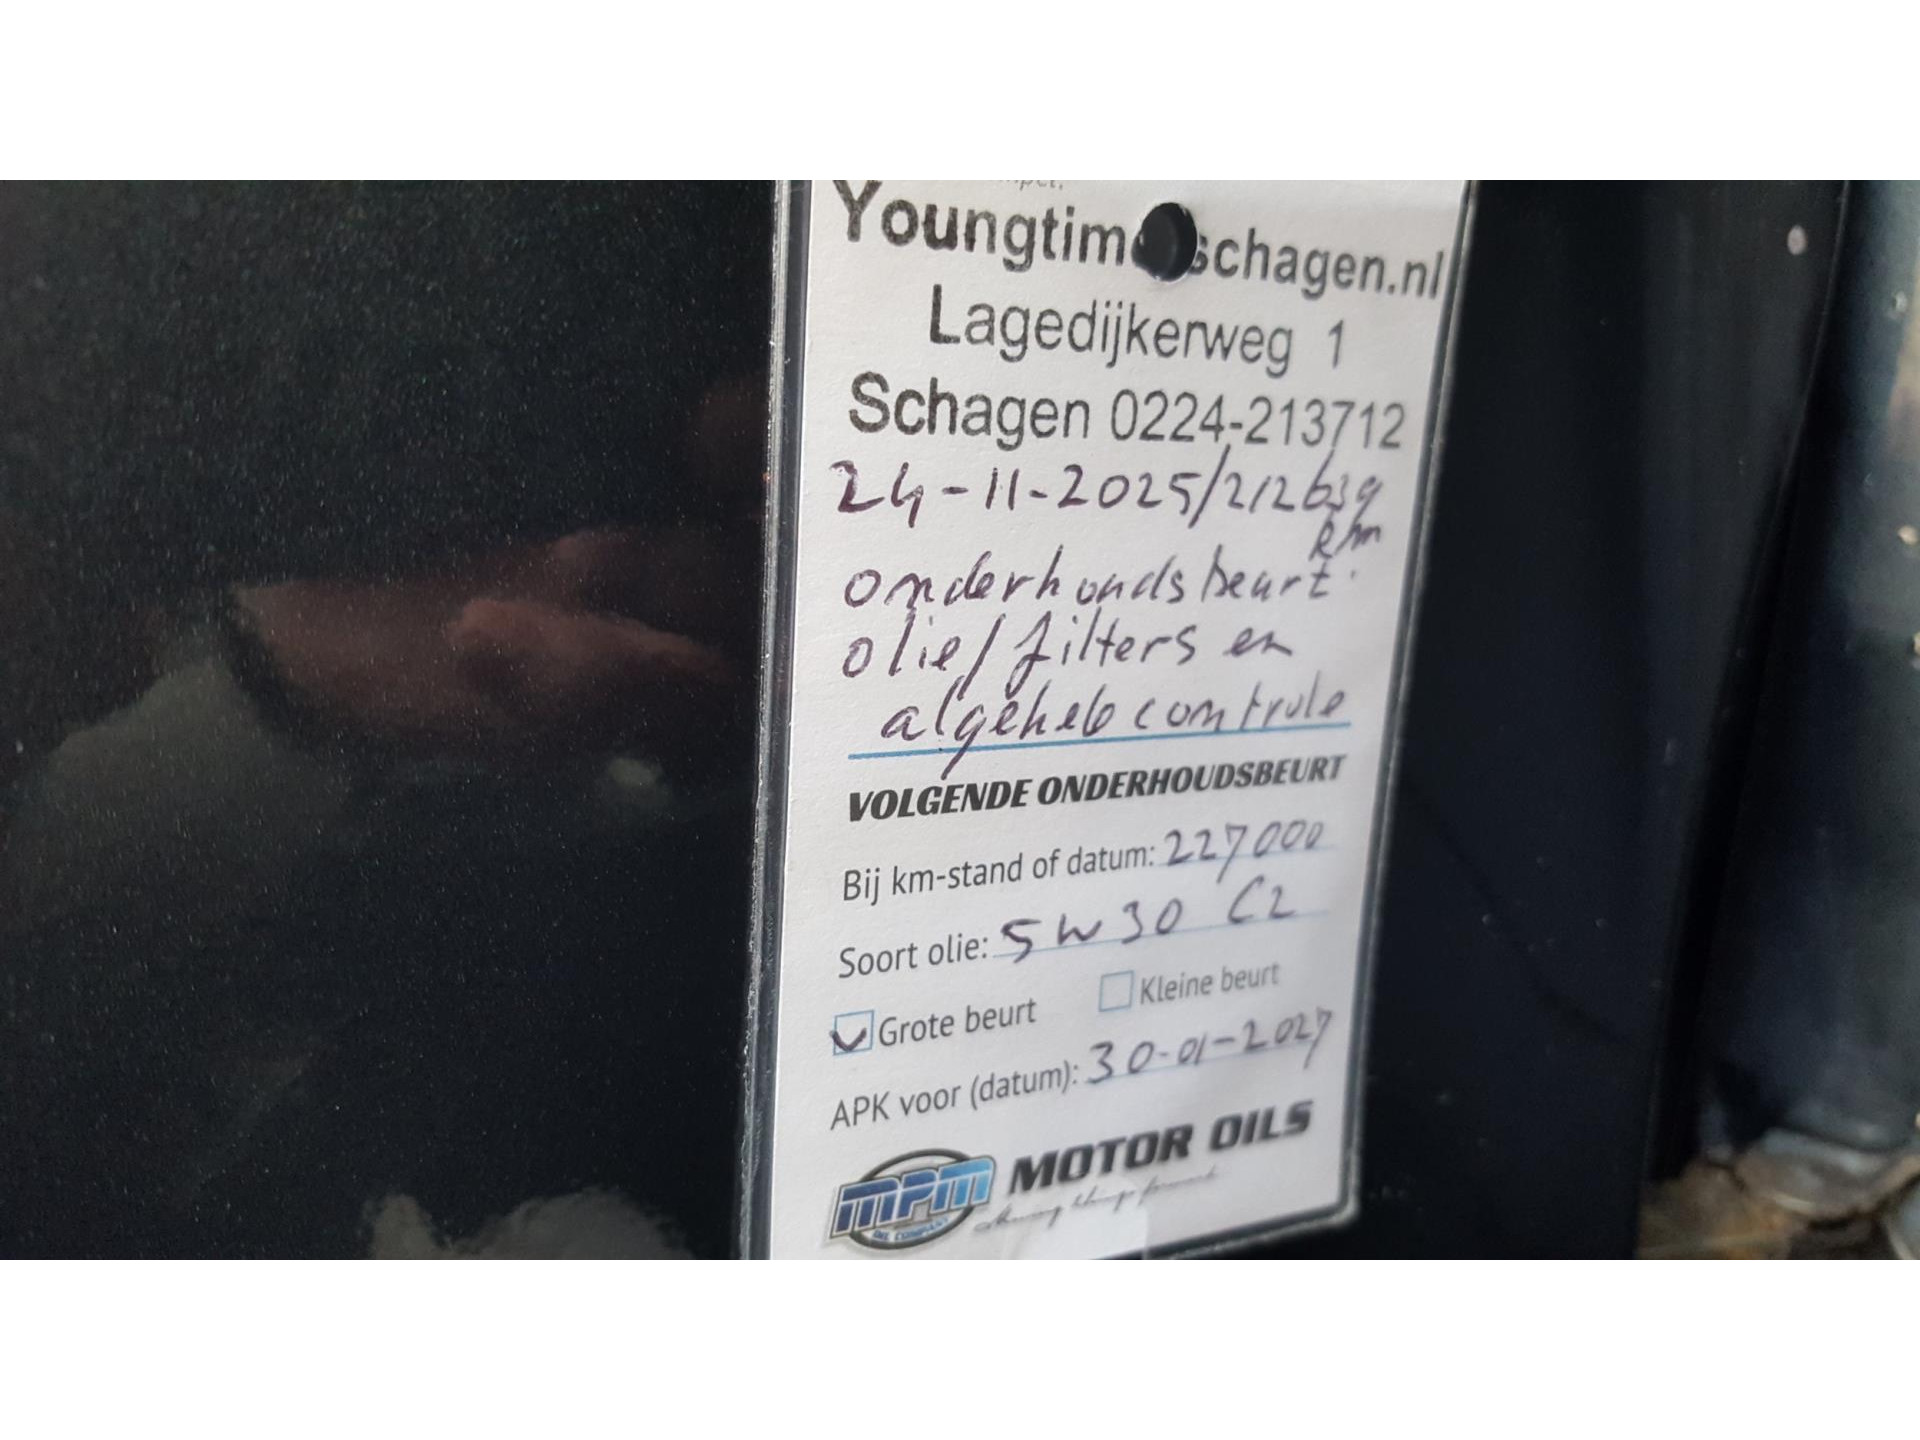 Youngtim schagen.nl
Lagedijkerweg 1
Schagen 0224-213712
24-11-2025/212639
km
onderhoudsbeurt
olie/filters en
algehele controle
VOLGENDE ONDERHOUDSBEURT
Bij km-stand of datum: 227000
Soort olie: 5W30 C2
Grote beurt Kleine beurt
APK voor (datum): 30-01-2027
MPM MOTOR OILS
OIL COMPANY